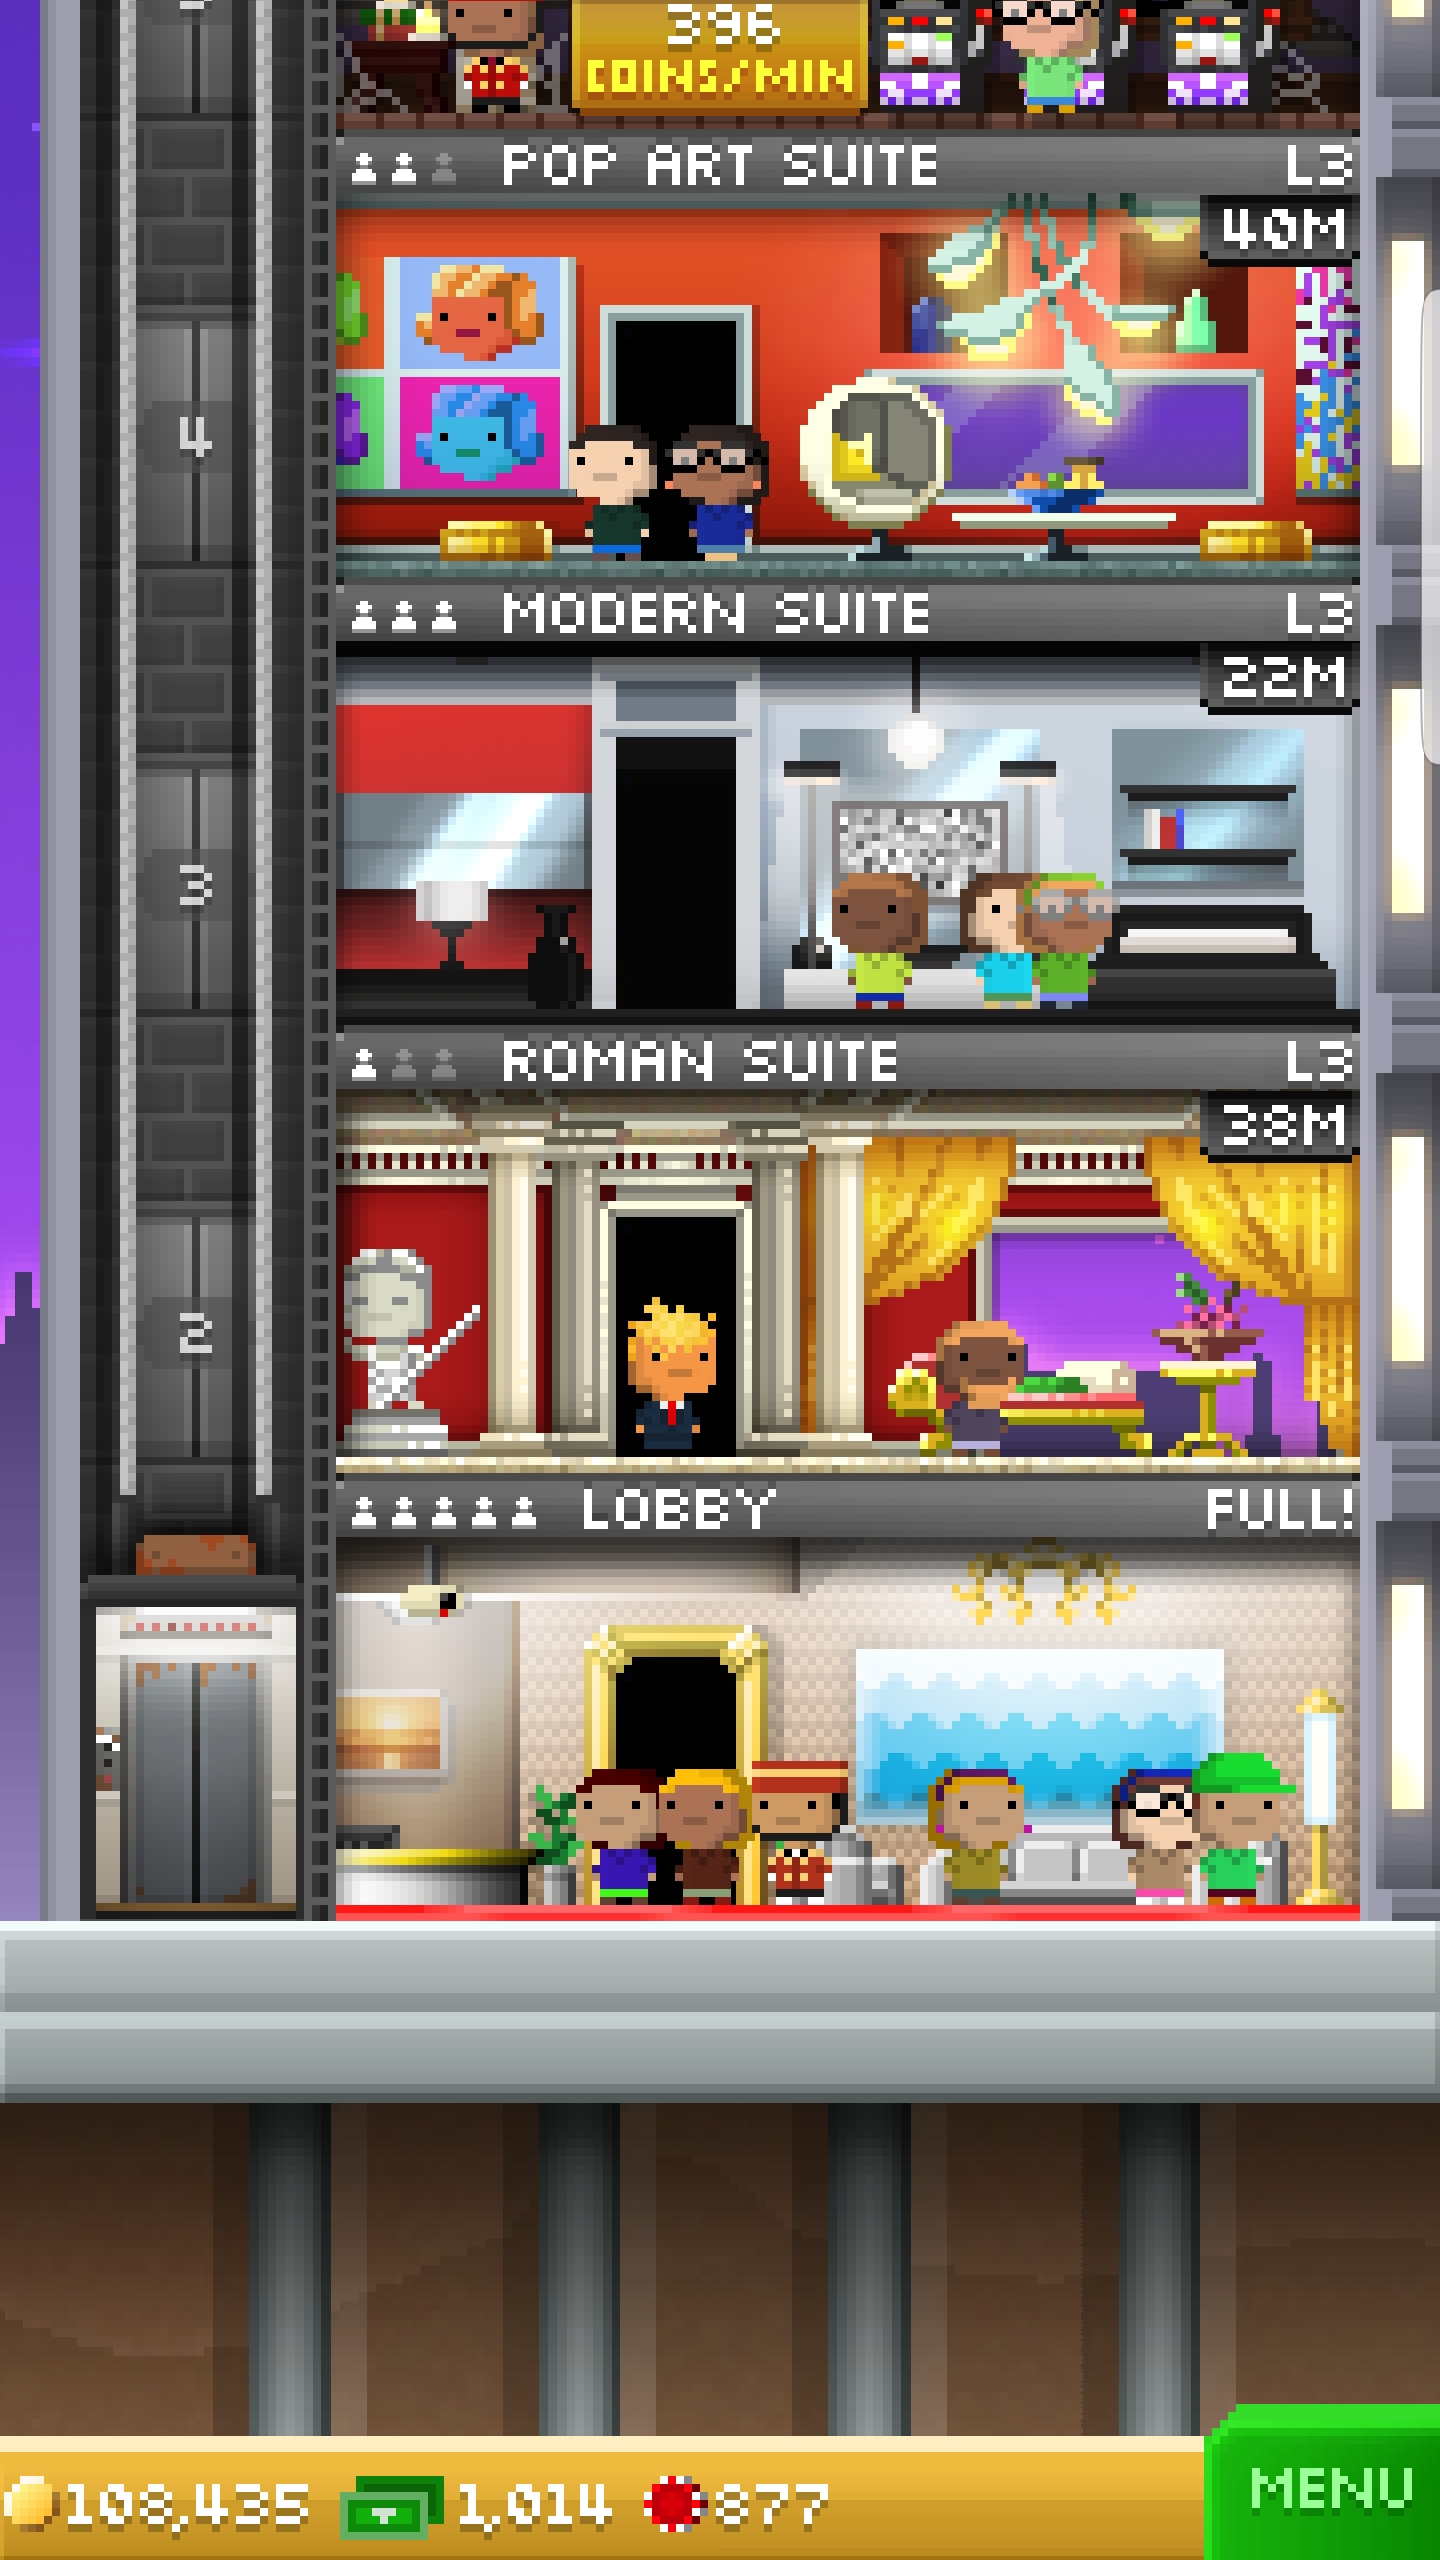 396
COINS/MIN
POP ART SUITE L3
40M
4
MODERN SUITE L3
22M
3
ROMAN SUITE L3
38M
2
LOBBY FULL!
108,435 1,014 877 MENU